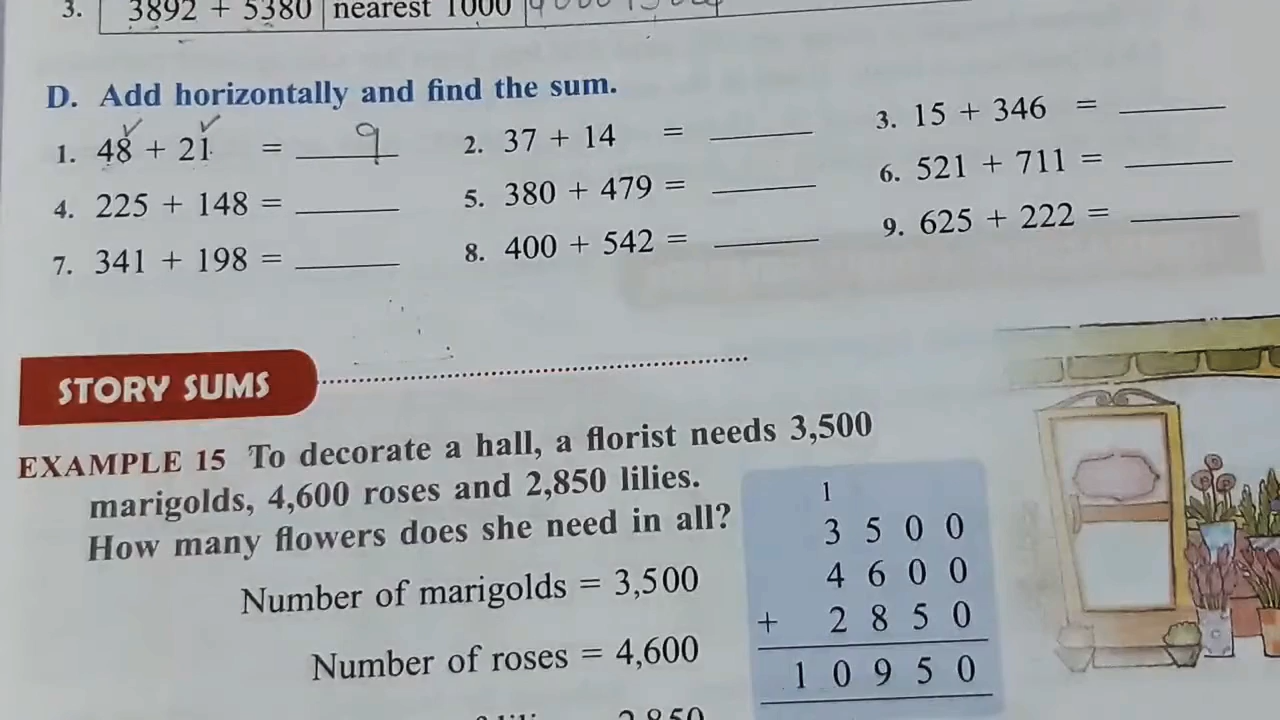 3. 3892 + 5380 nearest 1000
D. Add horizontally and find the sum.
1. 48 + 21 = 9 2. 37 + 14 = 3. 15 + 346 =
4. 225 + 148 = 5. 380 + 479 = 6. 521 + 711 =
7. 341 + 198 = 8. 400 + 542 = 9. 625 + 222 =
STORY SUMS
EXAMPLE 15 To decorate a hall, a florist needs 3,500
marigolds, 4,600 roses and 2,850 lilies.
How many flowers does she need in all?
Number of marigolds = 3,500
Number of roses = 4,600
1
3 5 0 0
4 6 0 0
+ 2 8 5 0
1 0 9 5 0